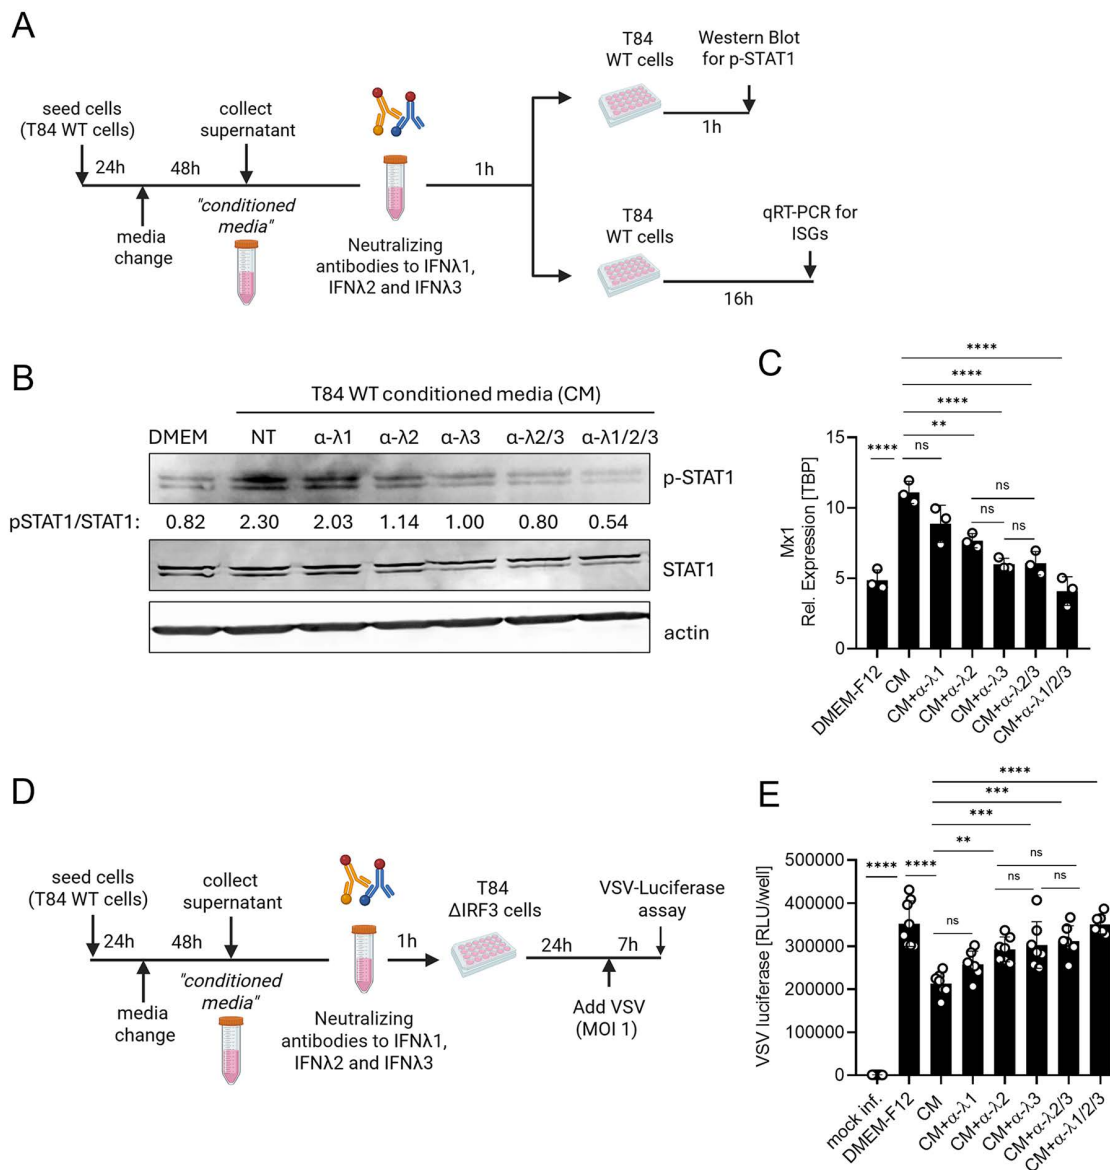 A
seed cells
(T84 WT cells)
24h
media
change
48h
collect
supernatant
"conditioned
media"
Neutralizing
antibodies to IFNλ1,
IFNλ2 and IFNλ3
1h
T84
WT cells
Western Blot
for p-STAT1
1h
T84
WT cells
qRT-PCR for
ISGs
16h
B
T84 WT conditioned media (CM)
DMEM NT α-λ1 α-λ2 α-λ3 α-λ2/3 α-λ1/2/3
p-STAT1
pSTAT1/STAT1: 0.82 2.30 2.03 1.14 1.00 0.80 0.54
STAT1
actin
C
****
****
****
**
**** ns
ns
ns ns
Mx1
Rel. Expression [TBP]
15
10
5
0
DMEM-F12
CM
CM+α-λ1
CM+α-λ2
CM+α-λ3
CM+α-λ2/3
CM+α-λ1/2/3
D
seed cells
(T84 WT cells)
24h
media
change
48h
collect
supernatant
"conditioned
media"
Neutralizing
antibodies to IFNλ1,
IFNλ2 and IFNλ3
1h
T84
ΔIRF3 cells
24h
Add VSV
(MOI 1)
7h
VSV-Luciferase
assay
E
****
***
***
**
**** ****
ns
ns
ns ns
VSV luciferase [RLU/well]
500000
400000
300000
200000
100000
0
mock inf.
DMEM-F12
CM
CM+α-λ1
CM+α-λ2
CM+α-λ3
CM+α-λ2/3
CM+α-λ1/2/3